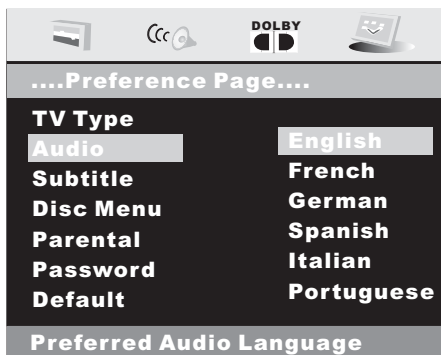 DOLBY
....Preference Page....
TV Type
Audio
Subtitle
Disc Menu
Parental
Password
Default
English
French
German
Spanish
Italian
Portuguese
Preferred Audio Language